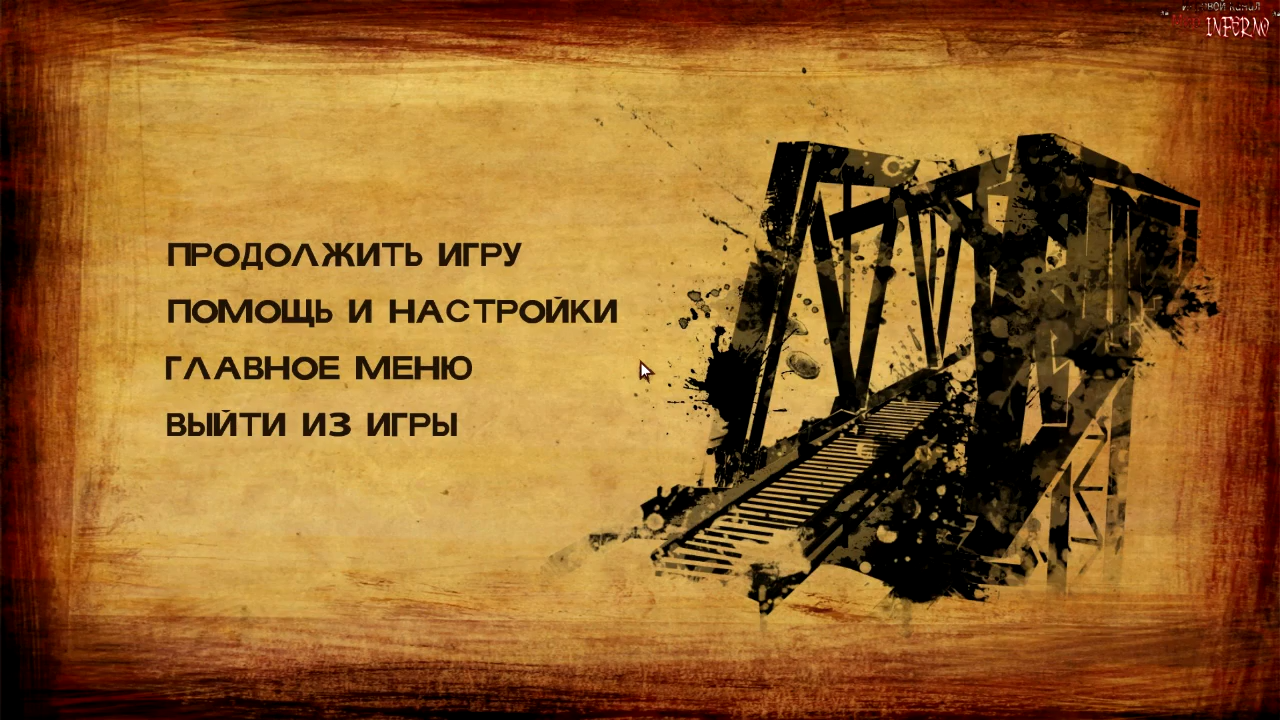 INFERNO
ПРОДОЛЖИТЬ ИГРУ
ПОМОЩЬ И НАСТРОЙКИ
ГЛАВНОЕ МЕНЮ
ВЫЙТИ ИЗ ИГРЫ